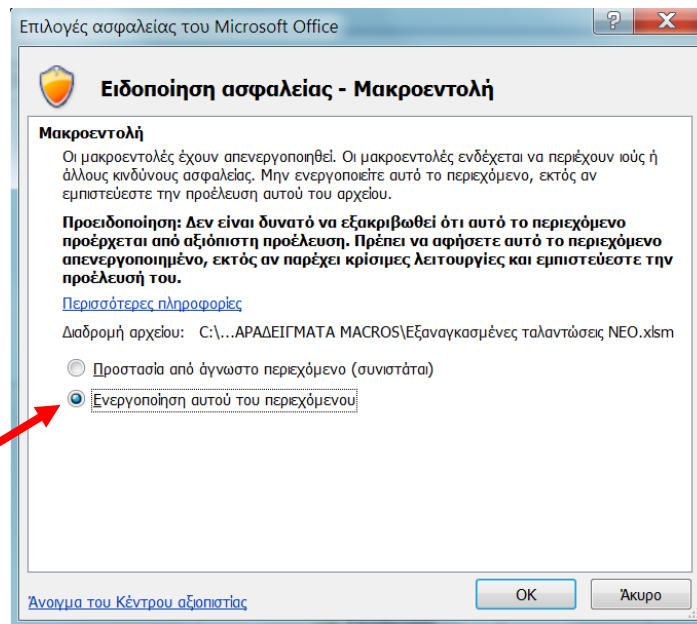 Επιλογές ασφαλείας του Microsoft Office
Ειδοποίηση ασφαλείας - Μακροεντολή
Μακροεντολή
Οι μακροεντολές έχουν απενεργοποιηθεί. Οι μακροεντολές ενδέχεται να περιέχουν ιούς ή
άλλους κινδύνους ασφαλείας. Μην ενεργοποιείτε αυτό το περιεχόμενο, εκτός αν
εμπιστεύεστε την προέλευση αυτού του αρχείου.
Προειδοποίηση: Δεν είναι δυνατό να εξακριβωθεί ότι αυτό το περιεχόμενο
προέρχεται από αξιόπιστη προέλευση. Πρέπει να αφήσετε αυτό το περιεχόμενο
απενεργοποιημένο, εκτός αν παρέχει κρίσιμες λειτουργίες και εμπιστεύεστε την
προέλευσή του.
Περισσότερες πληροφορίες
Διαδρομή αρχείου: C:\...ΑΡΑΔΕΙΓΜΑΤΑ MACROS\Εξαναγκασμένες ταλαντώσεις ΝΕΟ.xlsm
Προστασία από άγνωστο περιεχόμενο (συνιστάται)
Ενεργοποίηση αυτού του περιεχόμενου
Άνοιγμα του Κέντρου αξιοπιστίας
OK
Άκυρο